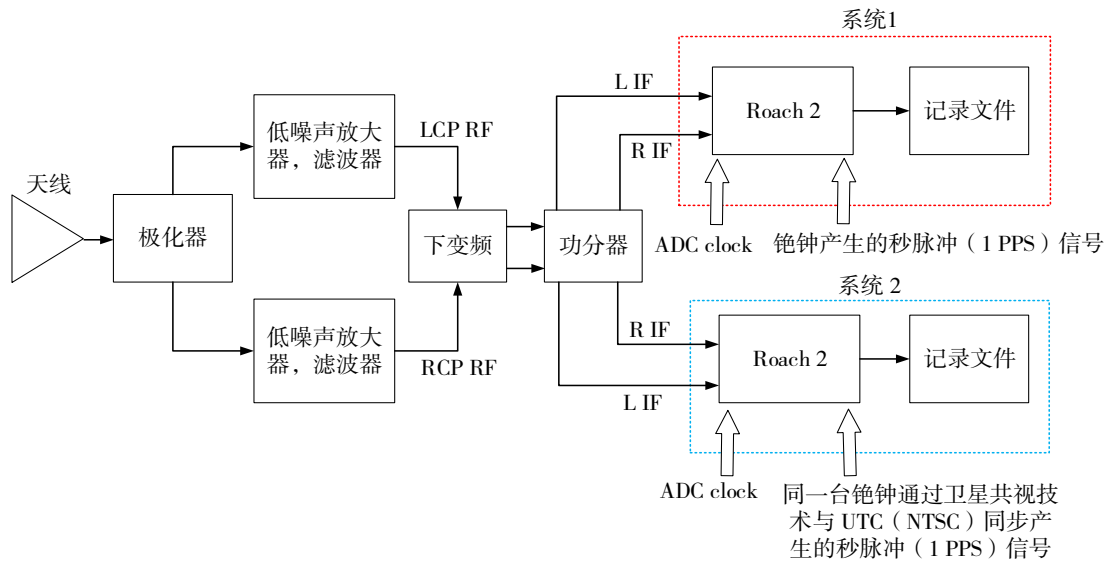 系统1
L IF
Roach 2
记录文件
低噪声放大
器，滤波器
LCP RF
R IF
天线
极化器
下变频
功分器
ADC clock
铯钟产生的秒脉冲（1 PPS）信号
系统 2
低噪声放大
器，滤波器
RCP RF
R IF
Roach 2
记录文件
L IF
ADC clock
同一台铯钟通过卫星共视技
术与 UTC（NTSC）同步产
生的秒脉冲（1 PPS）信号